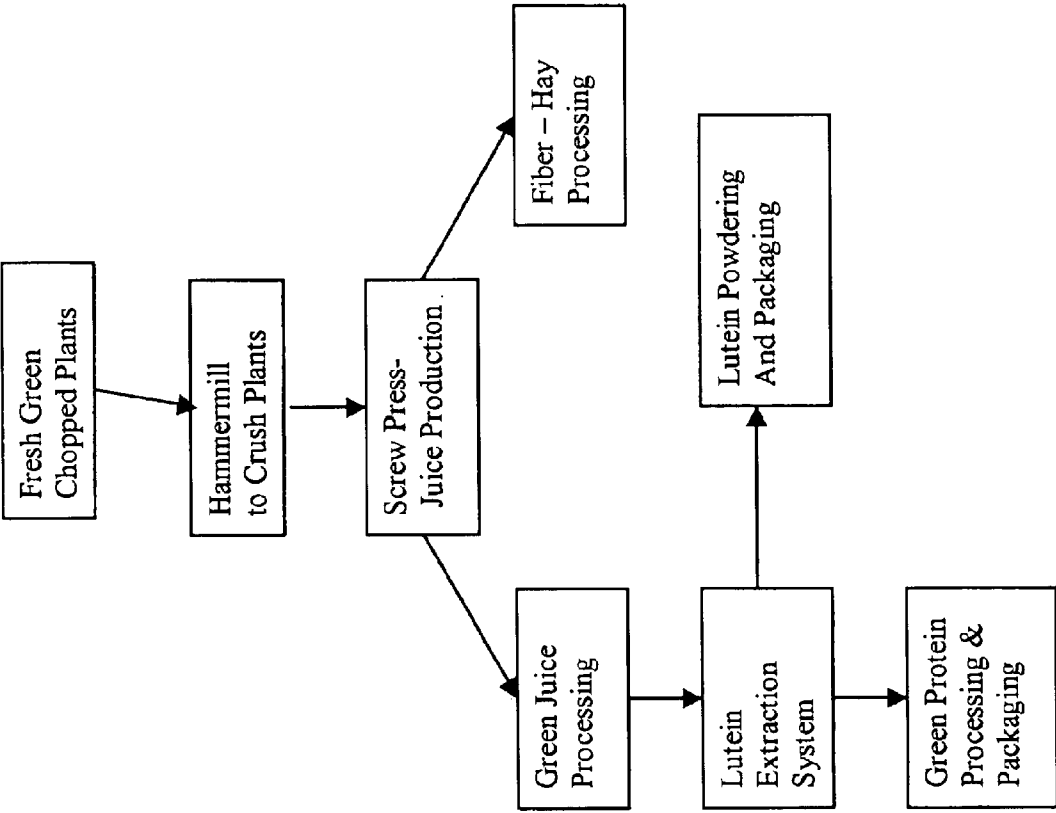 Fresh Green
Chopped Plants
Hammermill
to Crush Plants
Screw Press-
Juice Production
Fiber – Hay
Processing
Green Juice
Processing
Lutein
Extraction
System
Lutein Powdering
And Packaging
Green Protein
Processing &
Packaging